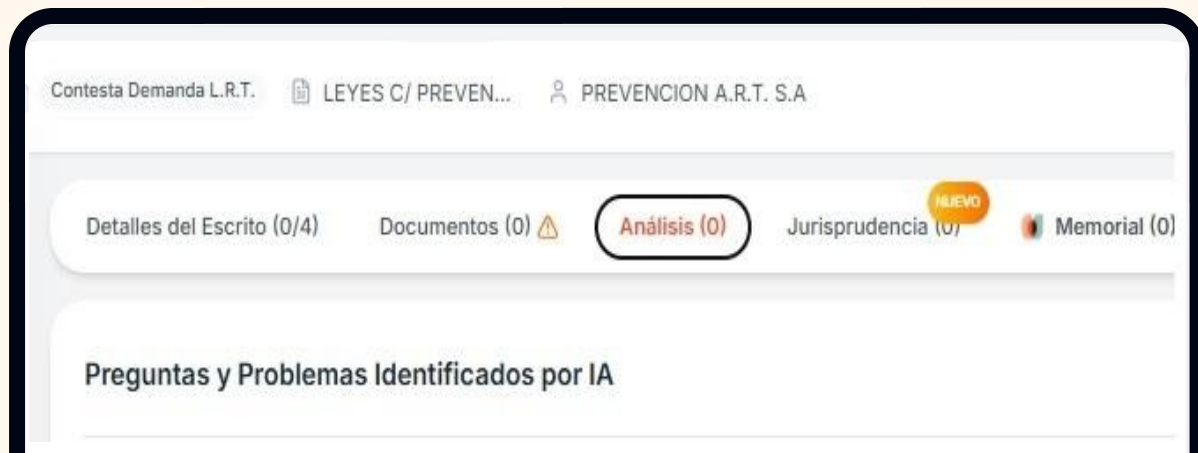 Contesta Demanda L.R.T. LEYES C/ PREVEN... PREVENCION A.R.T. S.A
Detalles del Escrito (0/4) Documentos (0) Análisis (0) Jurisprudencia (0) NUEVO Memorial (0)
Preguntas y Problemas Identificados por IA